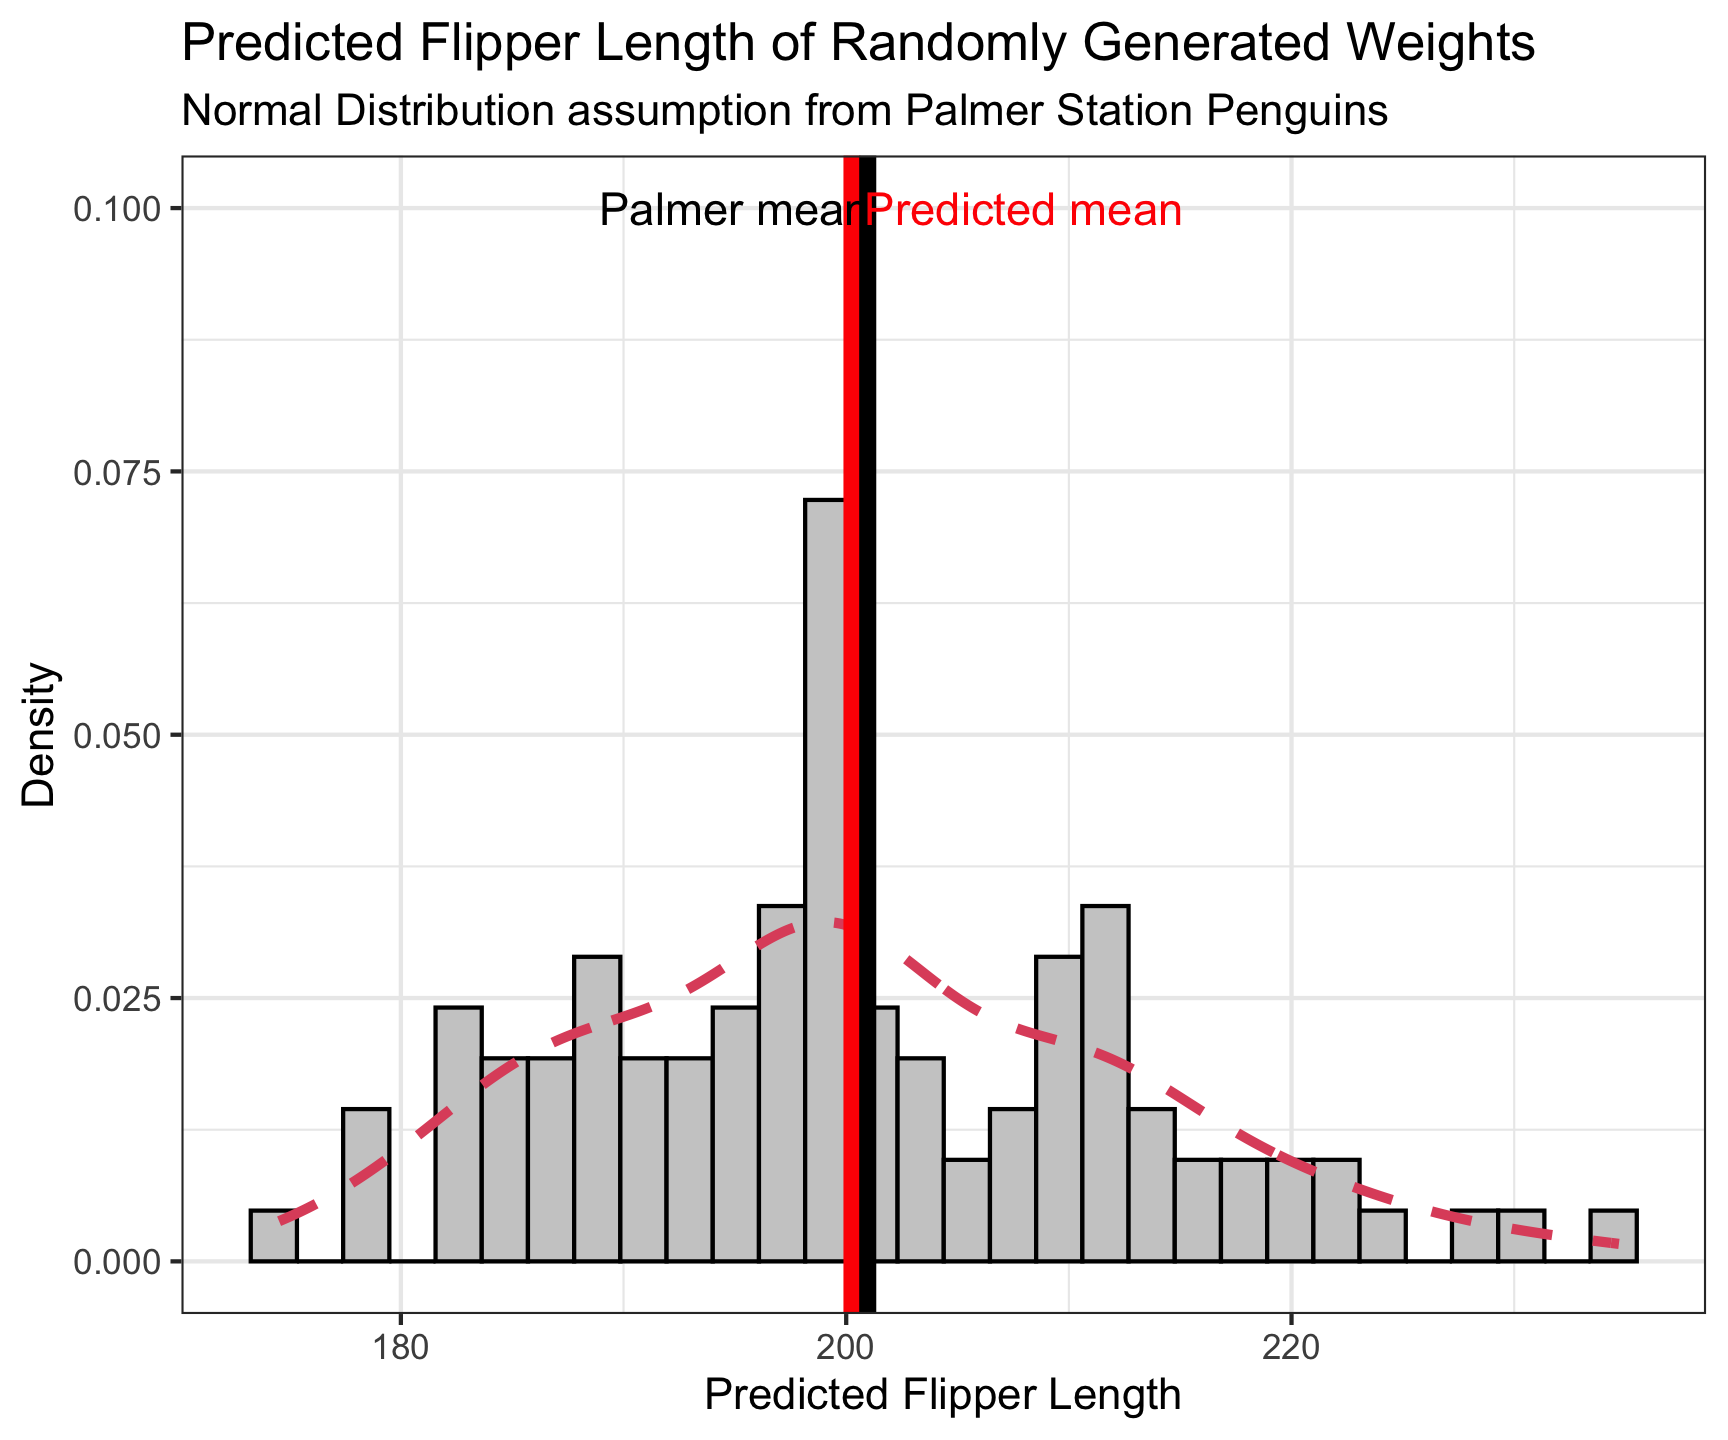 Predicted Flipper Length of Randomly Generated Weights
Normal Distribution assumption from Palmer Station Penguins
Palmer mean Predicted mean
0.100
0.075
0.050
0.025
0.000
Density
180 200 220
Predicted Flipper Length